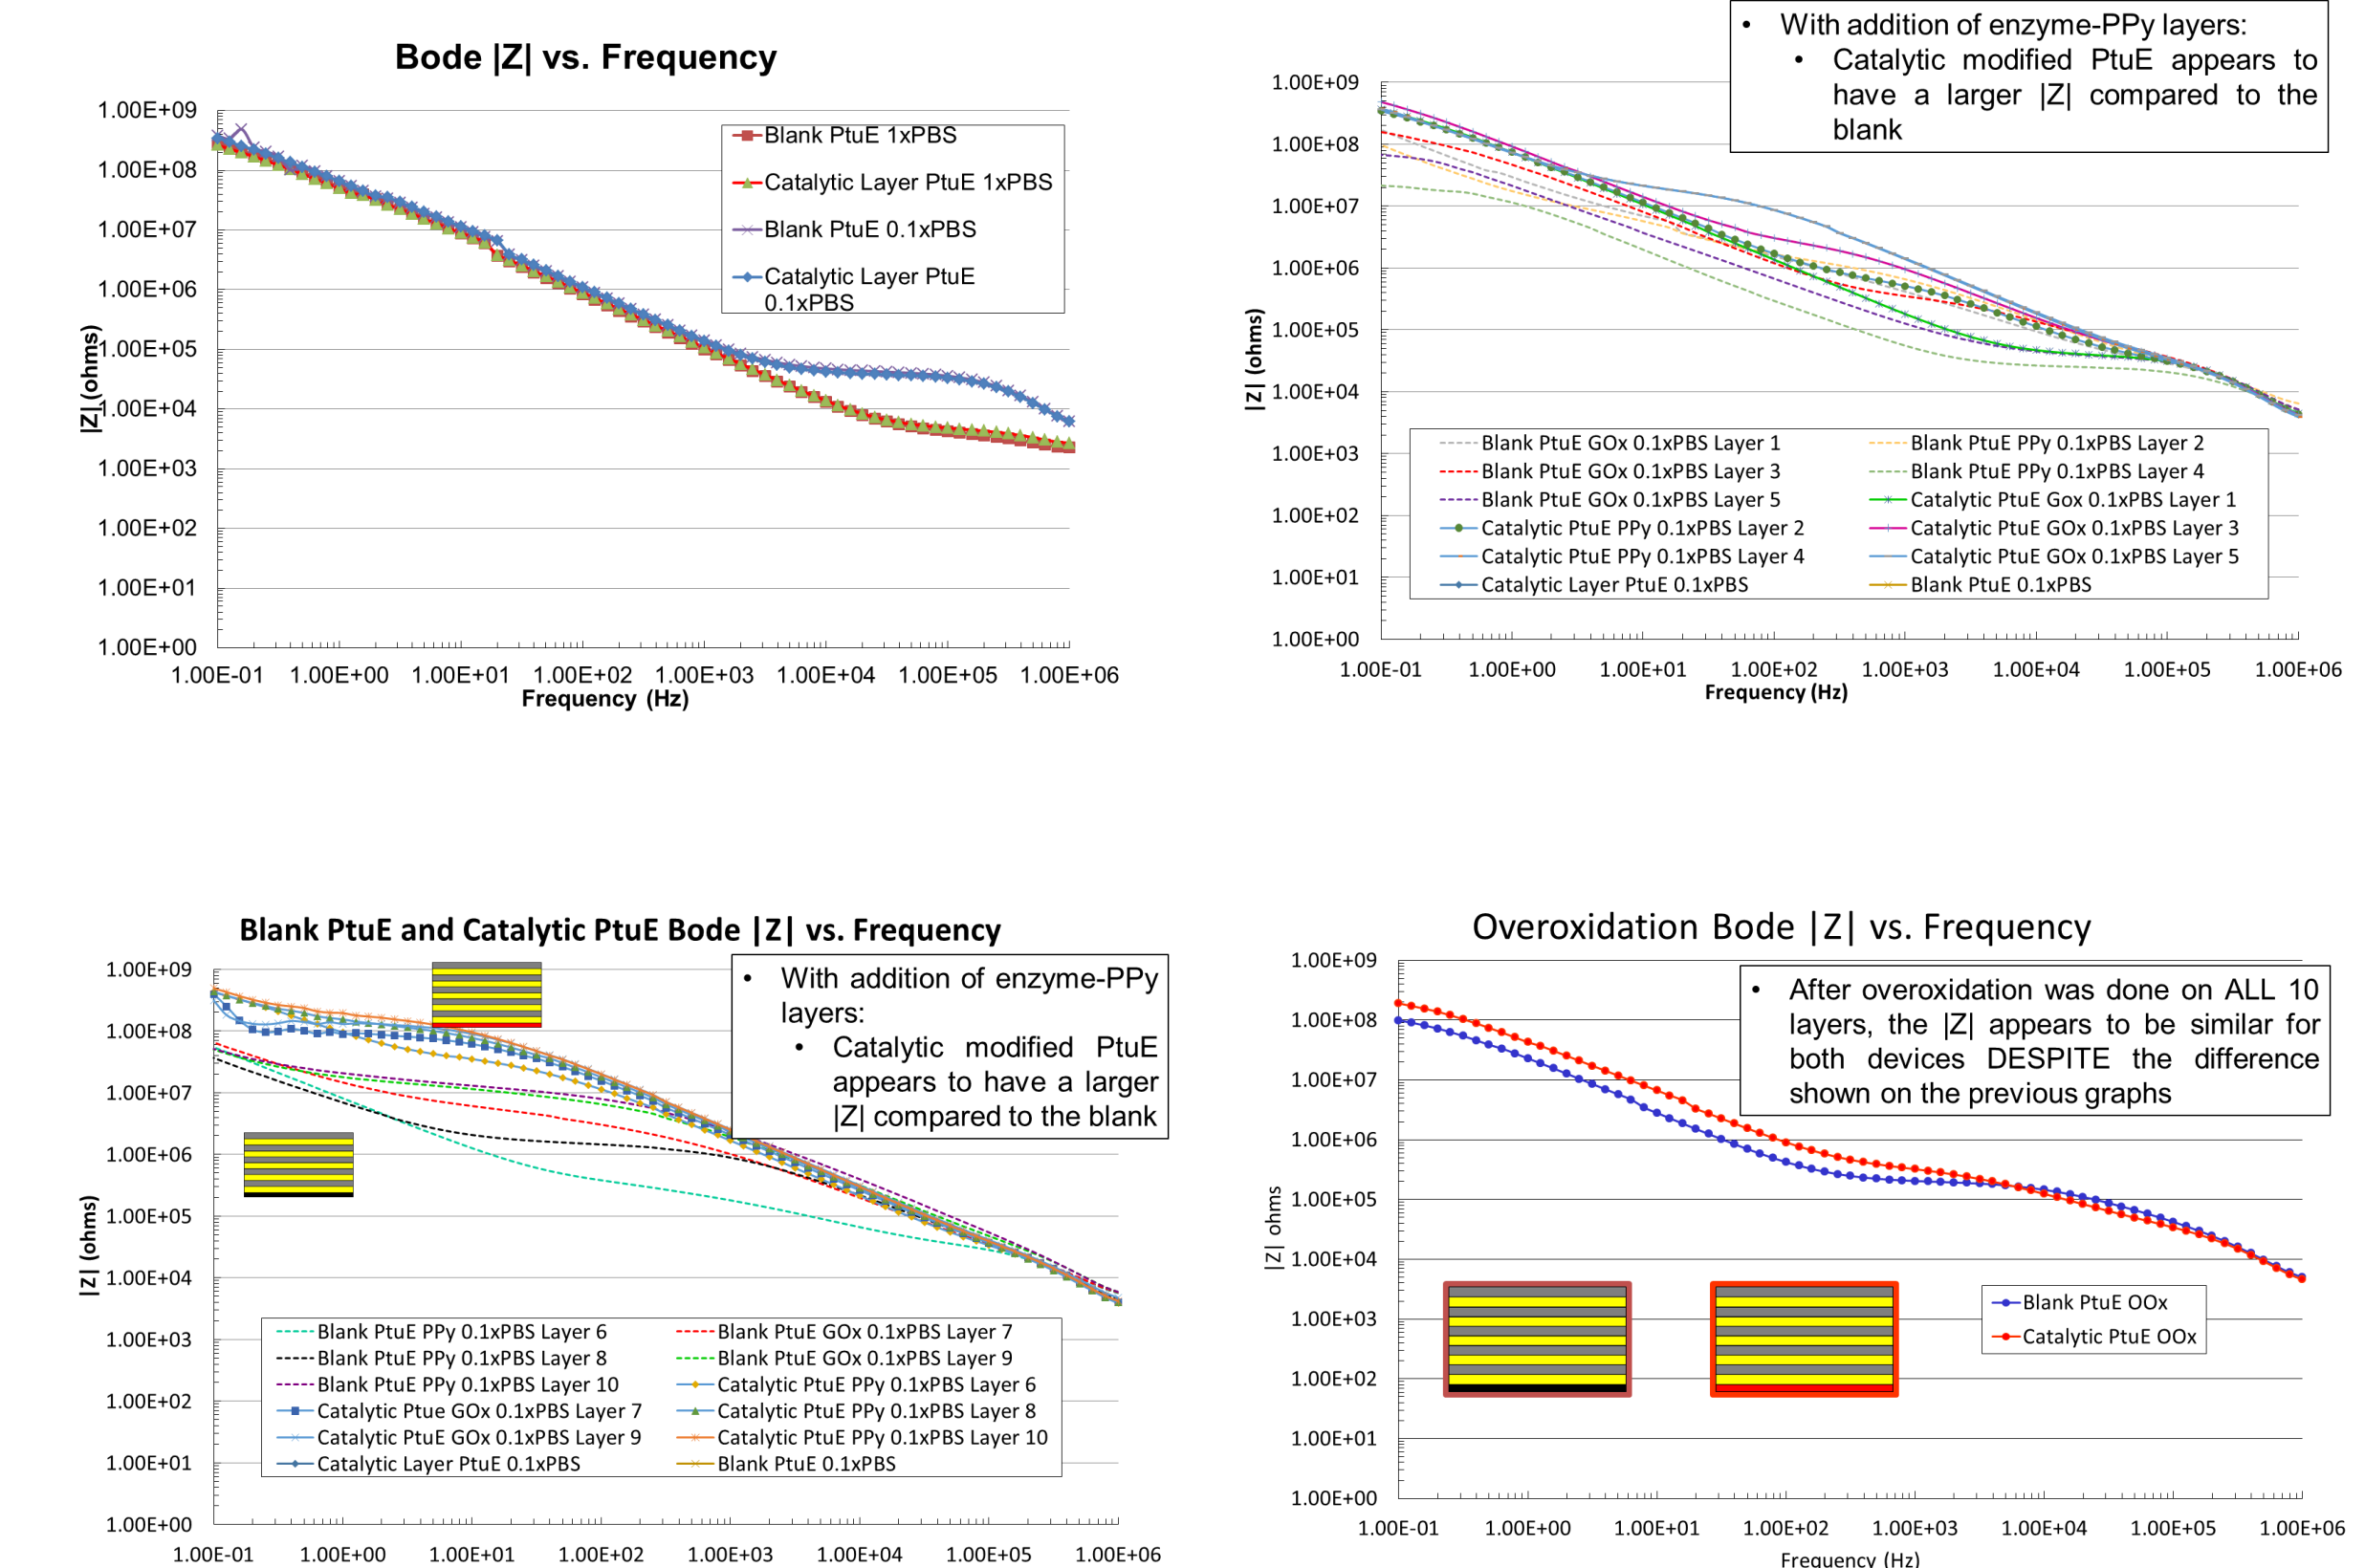 Bode |Z| vs. Frequency
1.00E+09
1.00E+08
1.00E+07
1.00E+06
1.00E+05
1.00E+04
1.00E+03
1.00E+02
1.00E+01
1.00E+00
|Z| (ohms)
Blank PtuE 1xPBS
Catalytic Layer PtuE 1xPBS
Blank PtuE 0.1xPBS
Catalytic Layer PtuE
0.1xPBS
1.00E-01 1.00E+00 1.00E+01 1.00E+02 1.00E+03 1.00E+04 1.00E+05 1.00E+06
Frequency (Hz)
• With addition of enzyme-PPy layers:
• Catalytic modified PtuE appears to
have a larger |Z| compared to the
blank
1.00E+09
1.00E+08
1.00E+07
1.00E+06
1.00E+05
1.00E+04
1.00E+03
1.00E+02
1.00E+01
1.00E+00
|Z| (ohms)
Blank PtuE GOx 0.1xPBS Layer 1 Blank PtuE PPy 0.1xPBS Layer 2
Blank PtuE GOx 0.1xPBS Layer 3 Blank PtuE PPy 0.1xPBS Layer 4
Blank PtuE GOx 0.1xPBS Layer 5 Catalytic PtuE Gox 0.1xPBS Layer 1
Catalytic PtuE PPy 0.1xPBS Layer 2 Catalytic PtuE GOx 0.1xPBS Layer 3
Catalytic PtuE PPy 0.1xPBS Layer 4 Catalytic PtuE GOx 0.1xPBS Layer 5
Catalytic Layer PtuE 0.1xPBS Blank PtuE 0.1xPBS
1.00E-01 1.00E+00 1.00E+01 1.00E+02 1.00E+03 1.00E+04 1.00E+05 1.00E+06
Frequency (Hz)
Blank PtuE and Catalytic PtuE Bode |Z| vs. Frequency
• With addition of enzyme-PPy
layers:
• Catalytic modified PtuE
appears to have a larger
|Z| compared to the blank
1.00E+09
1.00E+08
1.00E+07
1.00E+06
1.00E+05
1.00E+04
1.00E+03
1.00E+02
1.00E+01
1.00E+00
|Z| (ohms)
Blank PtuE PPy 0.1xPBS Layer 6 Blank PtuE GOx 0.1xPBS Layer 7
Blank PtuE PPy 0.1xPBS Layer 8 Blank PtuE GOx 0.1xPBS Layer 9
Blank PtuE PPy 0.1xPBS Layer 10 Catalytic PtuE PPy 0.1xPBS Layer 6
Catalytic Ptue GOx 0.1xPBS Layer 7 Catalytic PtuE PPy 0.1xPBS Layer 8
Catalytic PtuE GOx 0.1xPBS Layer 9 Catalytic PtuE PPy 0.1xPBS Layer 10
Catalytic Layer PtuE 0.1xPBS Blank PtuE 0.1xPBS
1.00E-01 1.00E+00 1.00E+01 1.00E+02 1.00E+03 1.00E+04 1.00E+05 1.00E+06
Overoxidation Bode |Z| vs. Frequency
• After overoxidation was done on ALL 10
layers, the |Z| appears to be similar for
both devices DESPITE the difference
shown on the previous graphs
1.00E+09
1.00E+08
1.00E+07
1.00E+06
1.00E+05
1.00E+04
1.00E+03
1.00E+02
1.00E+01
1.00E+00
|Z| ohms
Blank PtuE OOx
Catalytic PtuE OOx
1.00E-01 1.00E+00 1.00E+01 1.00E+02 1.00E+03 1.00E+04 1.00E+05 1.00E+06
Frequency (Hz)